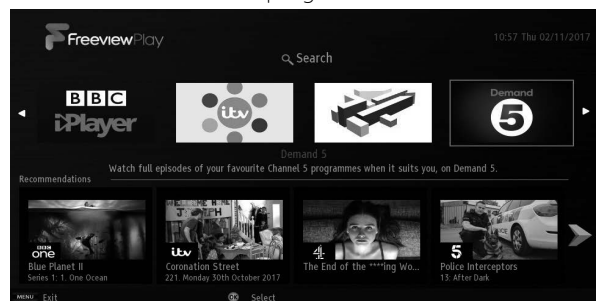 FreeviewPlay
10:57 Thu 02/11/2017
Search
BBC
iPlayer
itv
Demand
5
Demand 5
Watch full episodes of your favourite Channel 5 programmes when it suits you, on Demand 5.
Recommendations
BBC
one
itv
4
5
Blue Planet II
Coronation Street
The End of the ****ing Wo...
Police Interceptors
Series 1: 1. One Ocean
221. Monday 30th October 2017
13: After Dark
MENU Exit
OK Select